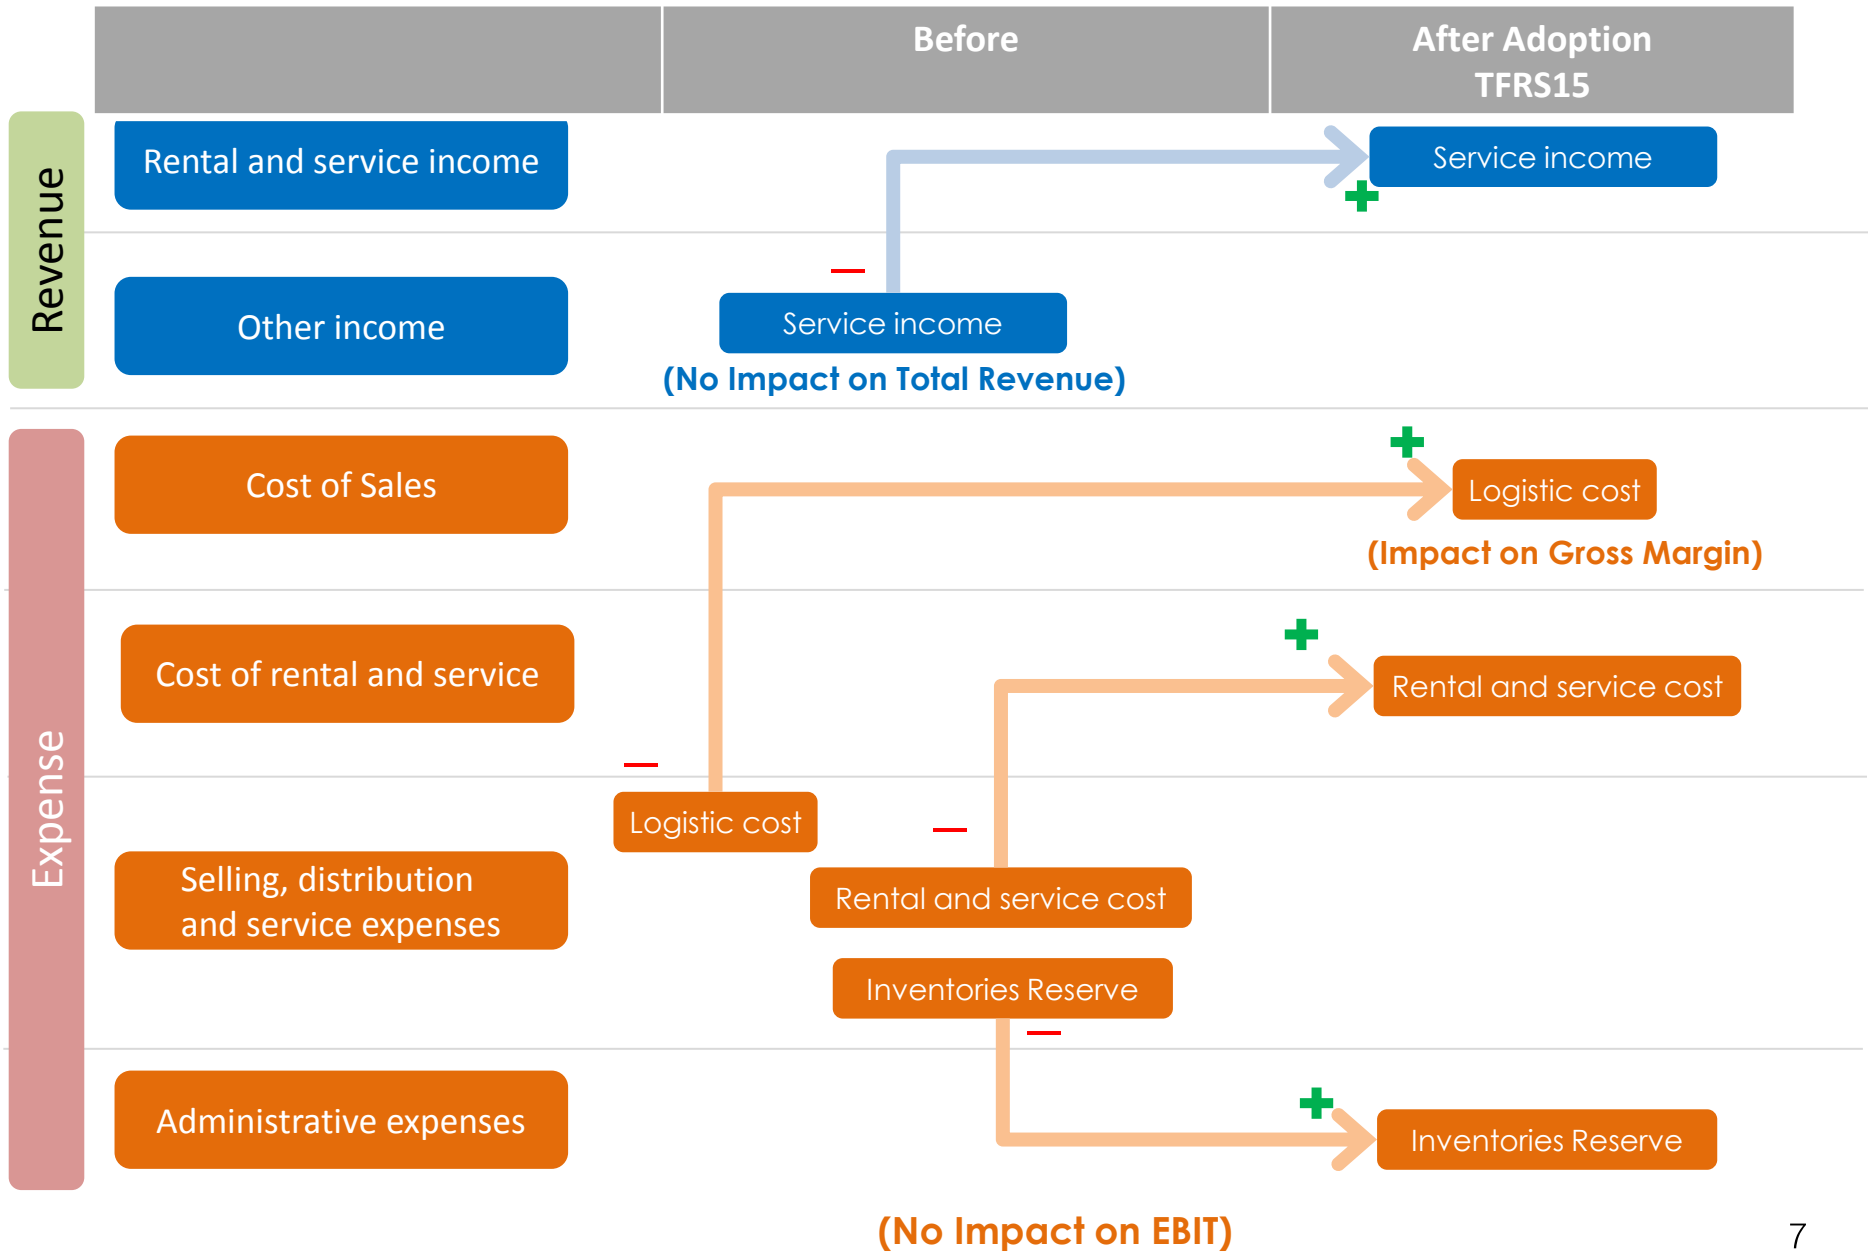 Before
After Adoption
TFRS15
Revenue
Rental and service income
Service income
Other income
Service income
(No Impact on Total Revenue)
Expense
Cost of Sales
Logistic cost
(Impact on Gross Margin)
Cost of rental and service
Rental and service cost
Logistic cost
Selling, distribution
and service expenses
Rental and service cost
Inventories Reserve
Administrative expenses
Inventories Reserve
(No Impact on EBIT)
7